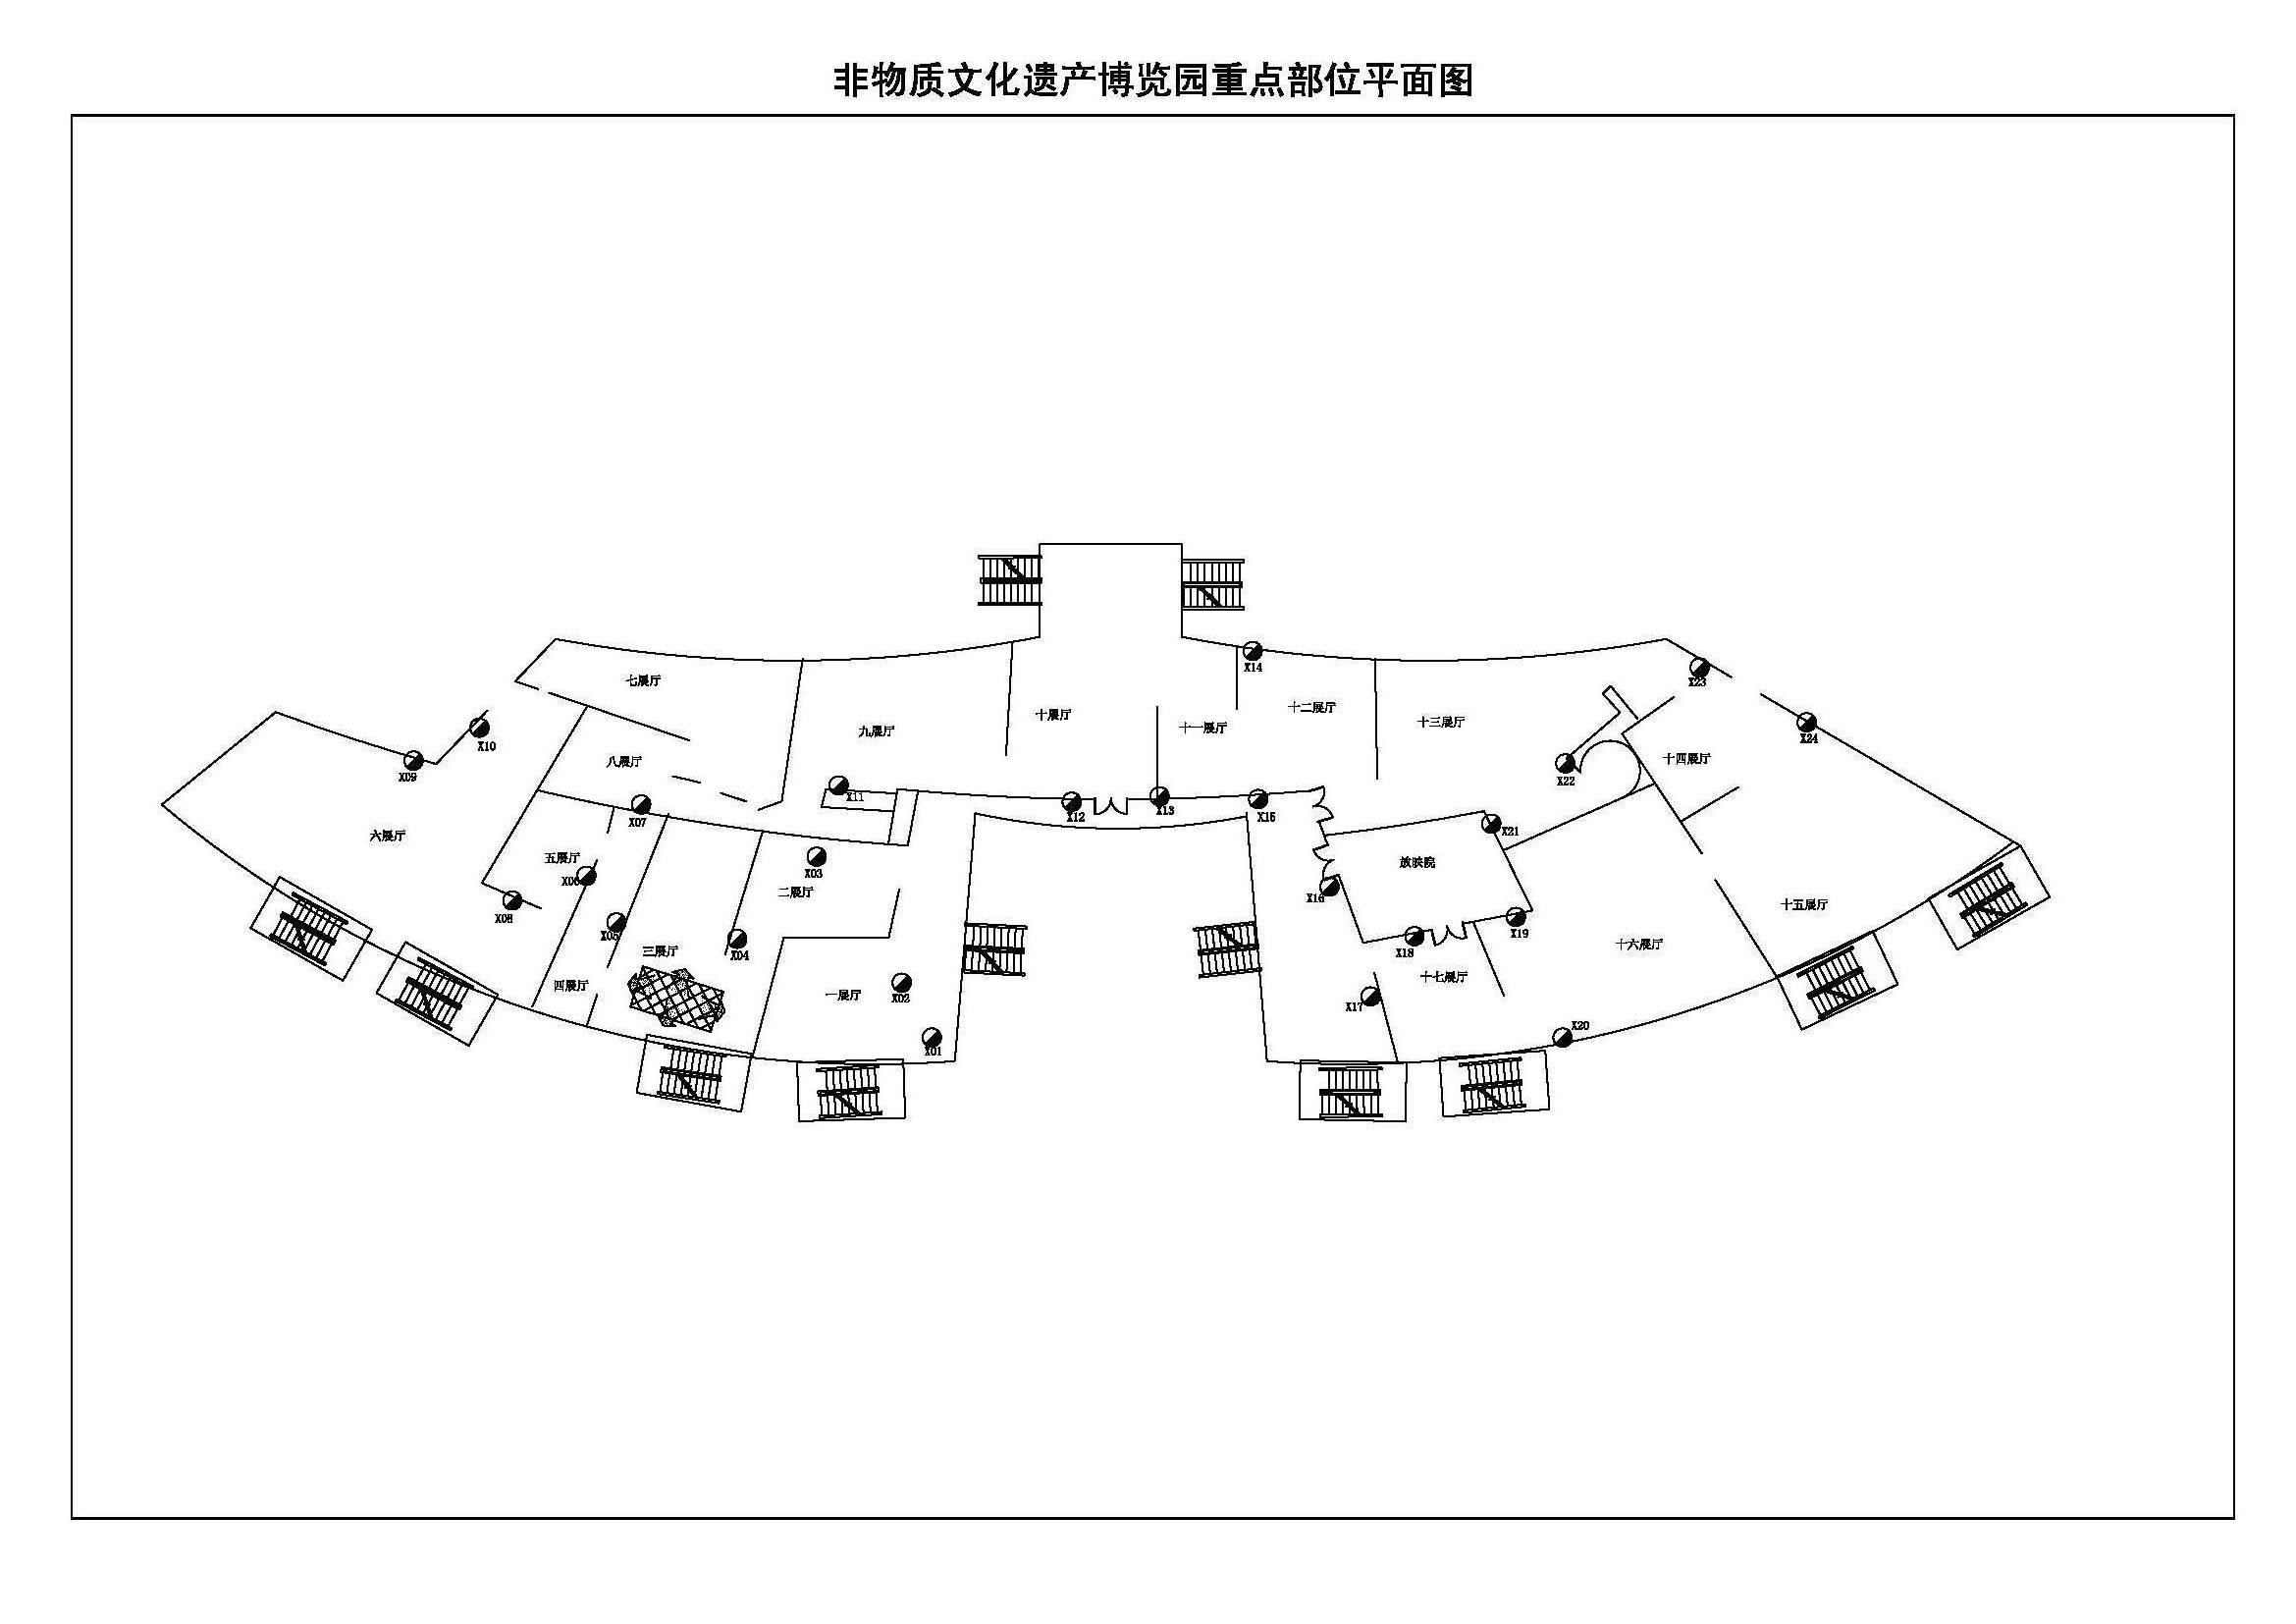 非物质文化遗产博览园重点部位平面图
X14
X23
七展厅
十二展厅
十展厅
十三展厅
十一展厅
九展厅
X24
X10
八展厅
十四展厅
X09
X22
X11
X12
X13
X15
X07
X21
六展厅
五展厅
放映院
X03
X06
二展厅
X16
十五展厅
X08
X05
X19
三展厅
X04
X18
十六展厅
四展厅
十七展厅
一展厅
X02
X17
X20
X01